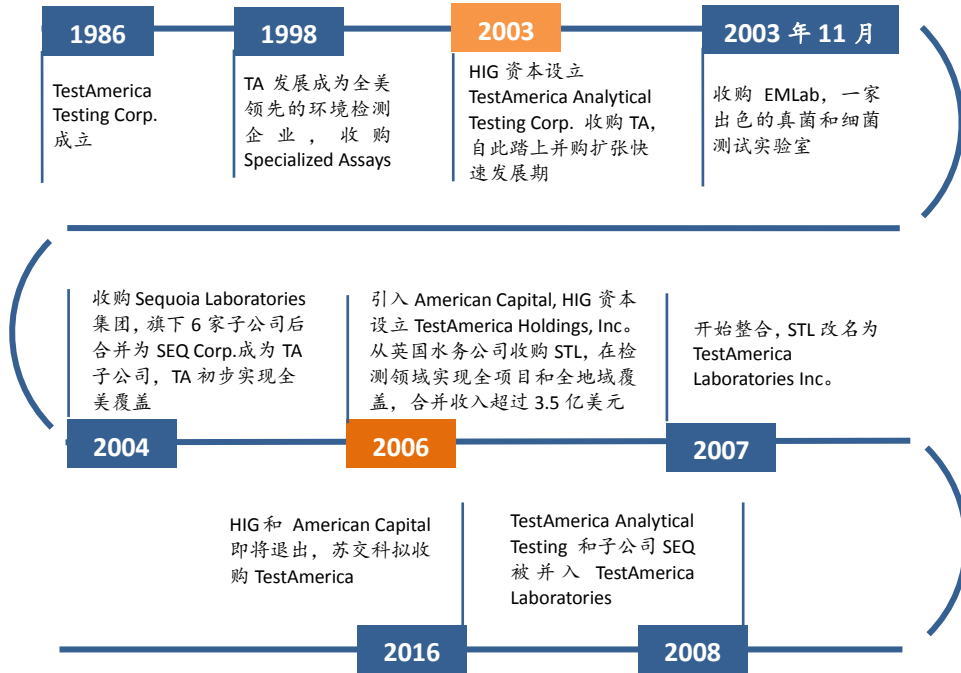 1986
TestAmerica
Testing Corp.
成立
1998
TA 发展成为全美
领先的环境检测
企业，收购
Specialized Assays
2003
HIG 资本设立
TestAmerica Analytical
Testing Corp. 收购 TA，
自此踏上并购扩张快
速发展期
2003 年 11 月
收购 EMLab，一家
出色的真菌和细菌
测试实验室
收购 Sequoia Laboratories
集团，旗下 6 家子公司后
合并为 SEQ Corp.成为 TA
子公司，TA 初步实现全
美覆盖
2004
引入 American Capital, HIG 资本
设立 TestAmerica Holdings, Inc。
从英国水务公司收购 STL，在检
测领域实现全项目和全地域覆
盖，合并收入超过 3.5 亿美元
2006
开始整合，STL 改名为
TestAmerica
Laboratories Inc。
2007
TestAmerica Analytical
Testing 和子公司 SEQ
被并入 TestAmerica
Laboratories
2008
HIG 和 American Capital
即将退出，苏交科拟收
购 TestAmerica
2016